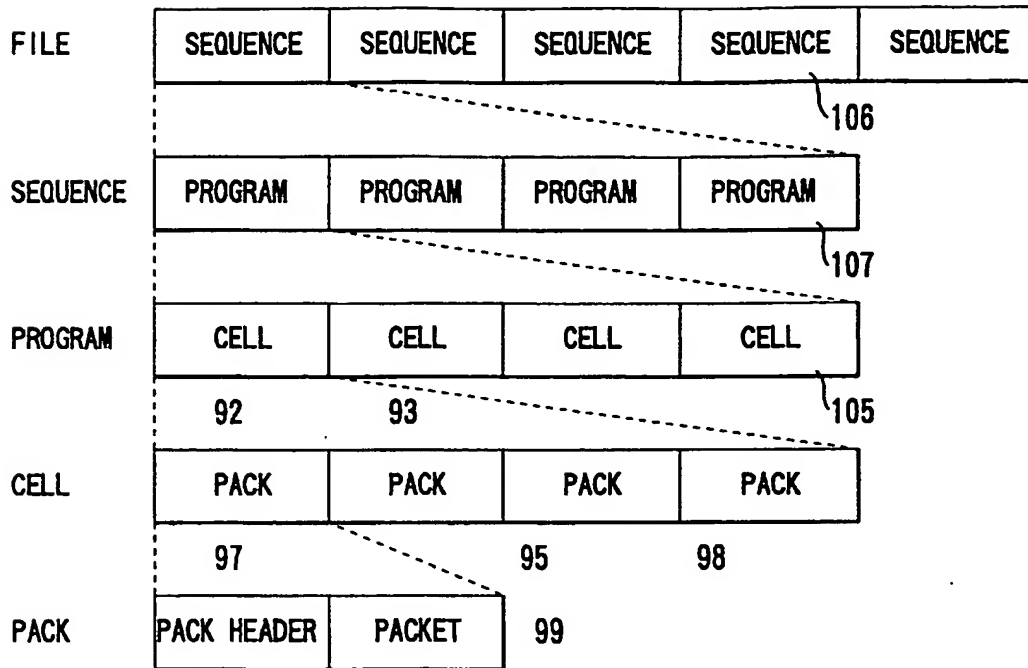 FILE SEQUENCE SEQUENCE SEQUENCE SEQUENCE SEQUENCE
106
SEQUENCE PROGRAM PROGRAM PROGRAM PROGRAM
107
PROGRAM CELL CELL CELL CELL
92 93 105
CELL PACK PACK PACK PACK
97 95 98
PACK PACK HEADER PACKET 99